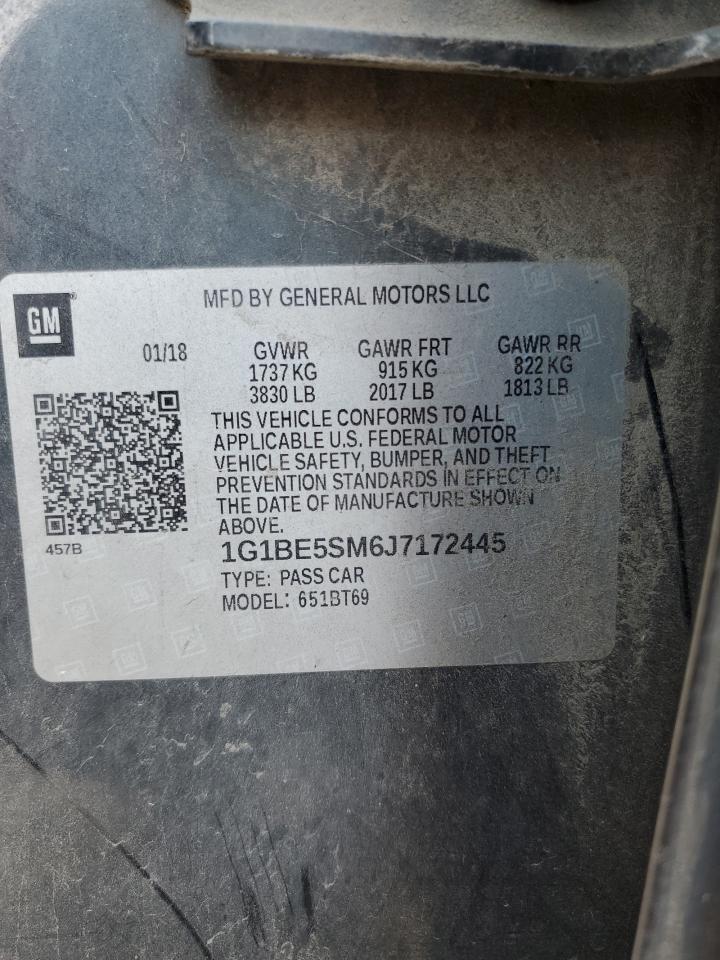 MFD BY GENERAL MOTORS LLC
GM®
01/18 GVWR GAWR FRT GAWR RR
1737 KG 915 KG 822 KG
3830 LB 2017 LB 1813 LB
THIS VEHICLE CONFORMS TO ALL
APPLICABLE U.S. FEDERAL MOTOR
VEHICLE SAFETY, BUMPER, AND THEFT
PREVENTION STANDARDS IN EFFECT ON
THE DATE OF MANUFACTURE SHOWN
ABOVE.
457B
1G1BE5SM6J7172445
TYPE: PASS CAR
MODEL: 651BT69